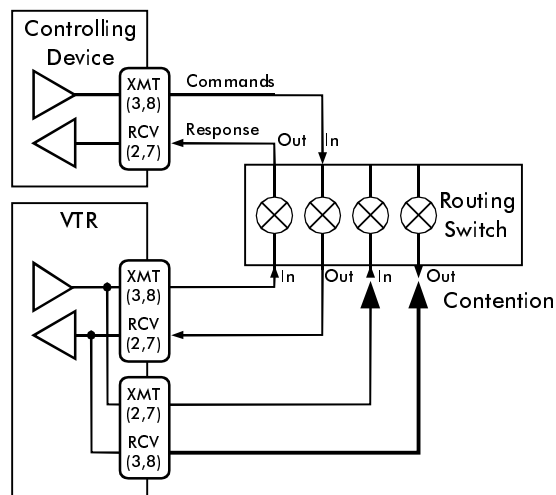 Controlling
Device
XMT
(3,8)
Commands
RCV
(2,7)
Response
Out
In
Routing
Switch
VTR
XMT
(3,8)
In
Out
In
Out
Contention
RCV
(2,7)
XMT
(2,7)
RCV
(3,8)